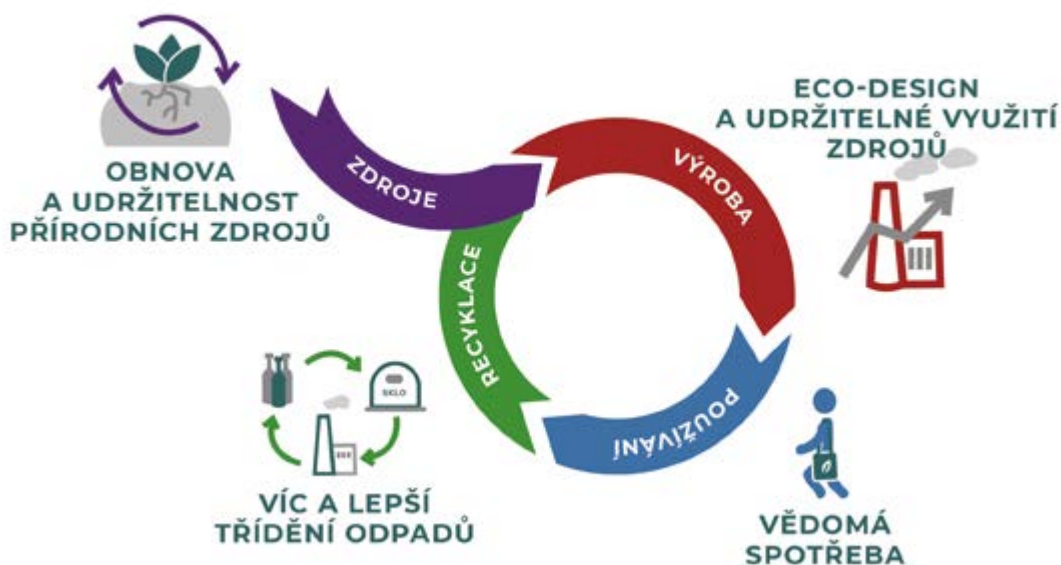 OBNOVA
A UDRŽITELNOST
PŘÍRODNÍCH ZDROJŮ
ZDROJE
VÝROBA
ECO-DESIGN
A UDRŽITELNÉ VYUŽITÍ
ZDROJŮ
POUŽÍVÁNÍ
VĚDOMÁ
SPOTŘEBA
RECYKLACE
SKLO
VÍC A LEPŠÍ
TŘÍDĚNÍ ODPADŮ